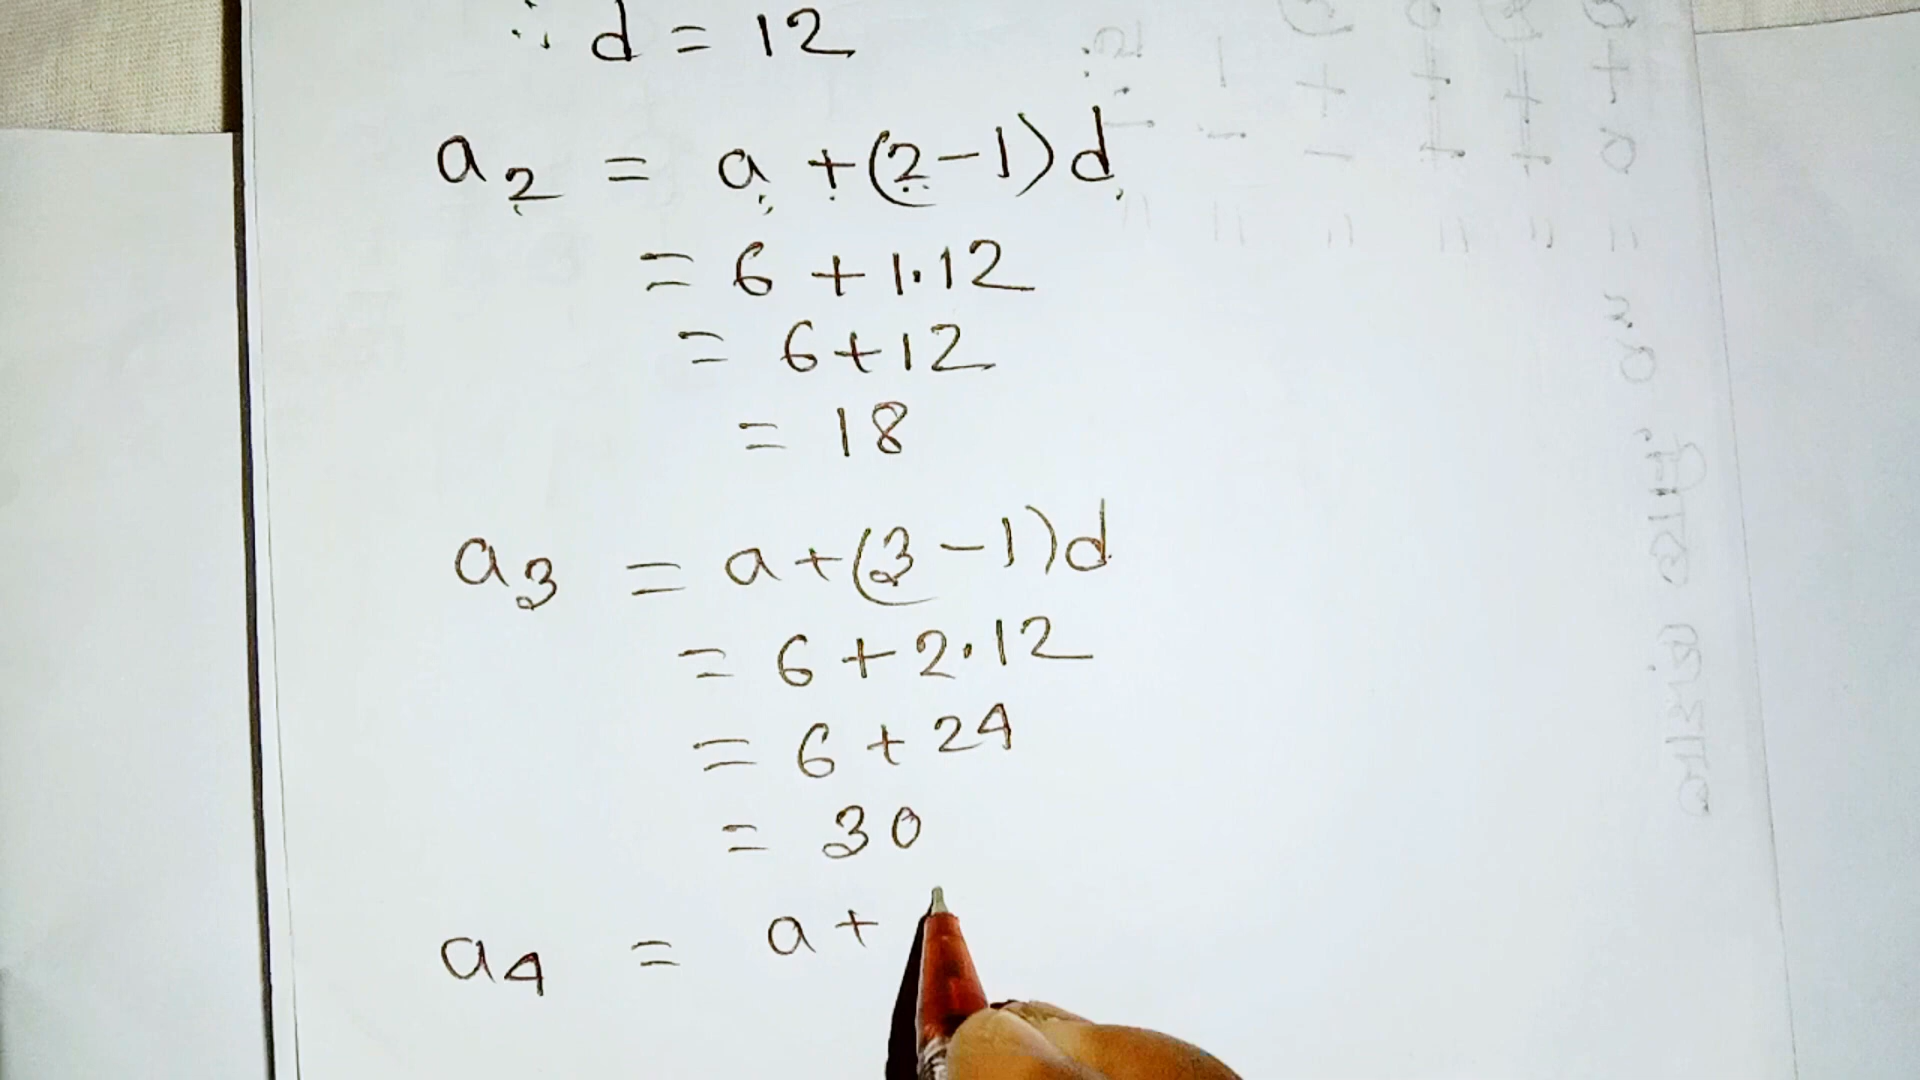 ∴ d = 12
a₂ = a + (2-1)d
= 6 + 1·12
= 6+12
= 18
a₃ = a+(3-1)d
= 6+2·12
= 6 + 24
= 30
a₄ = a +